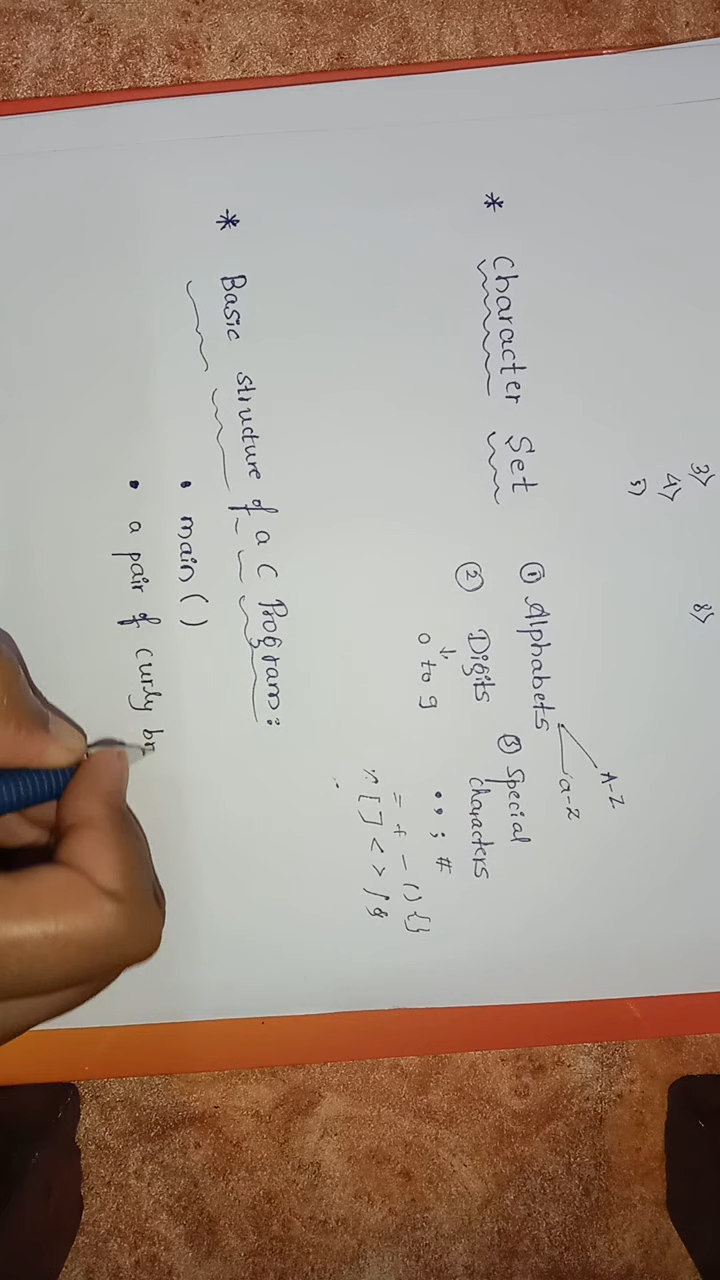 3>
4>
5)
8>
* Character Set
① Alphabets
A-Z
a-z
② Digits
↓
0 to 9
③ Special
characters
• , ; #
= + - () {}
[ ] < > /
* Basic structure of a C Program:
• main ( )
• a pair of curly br